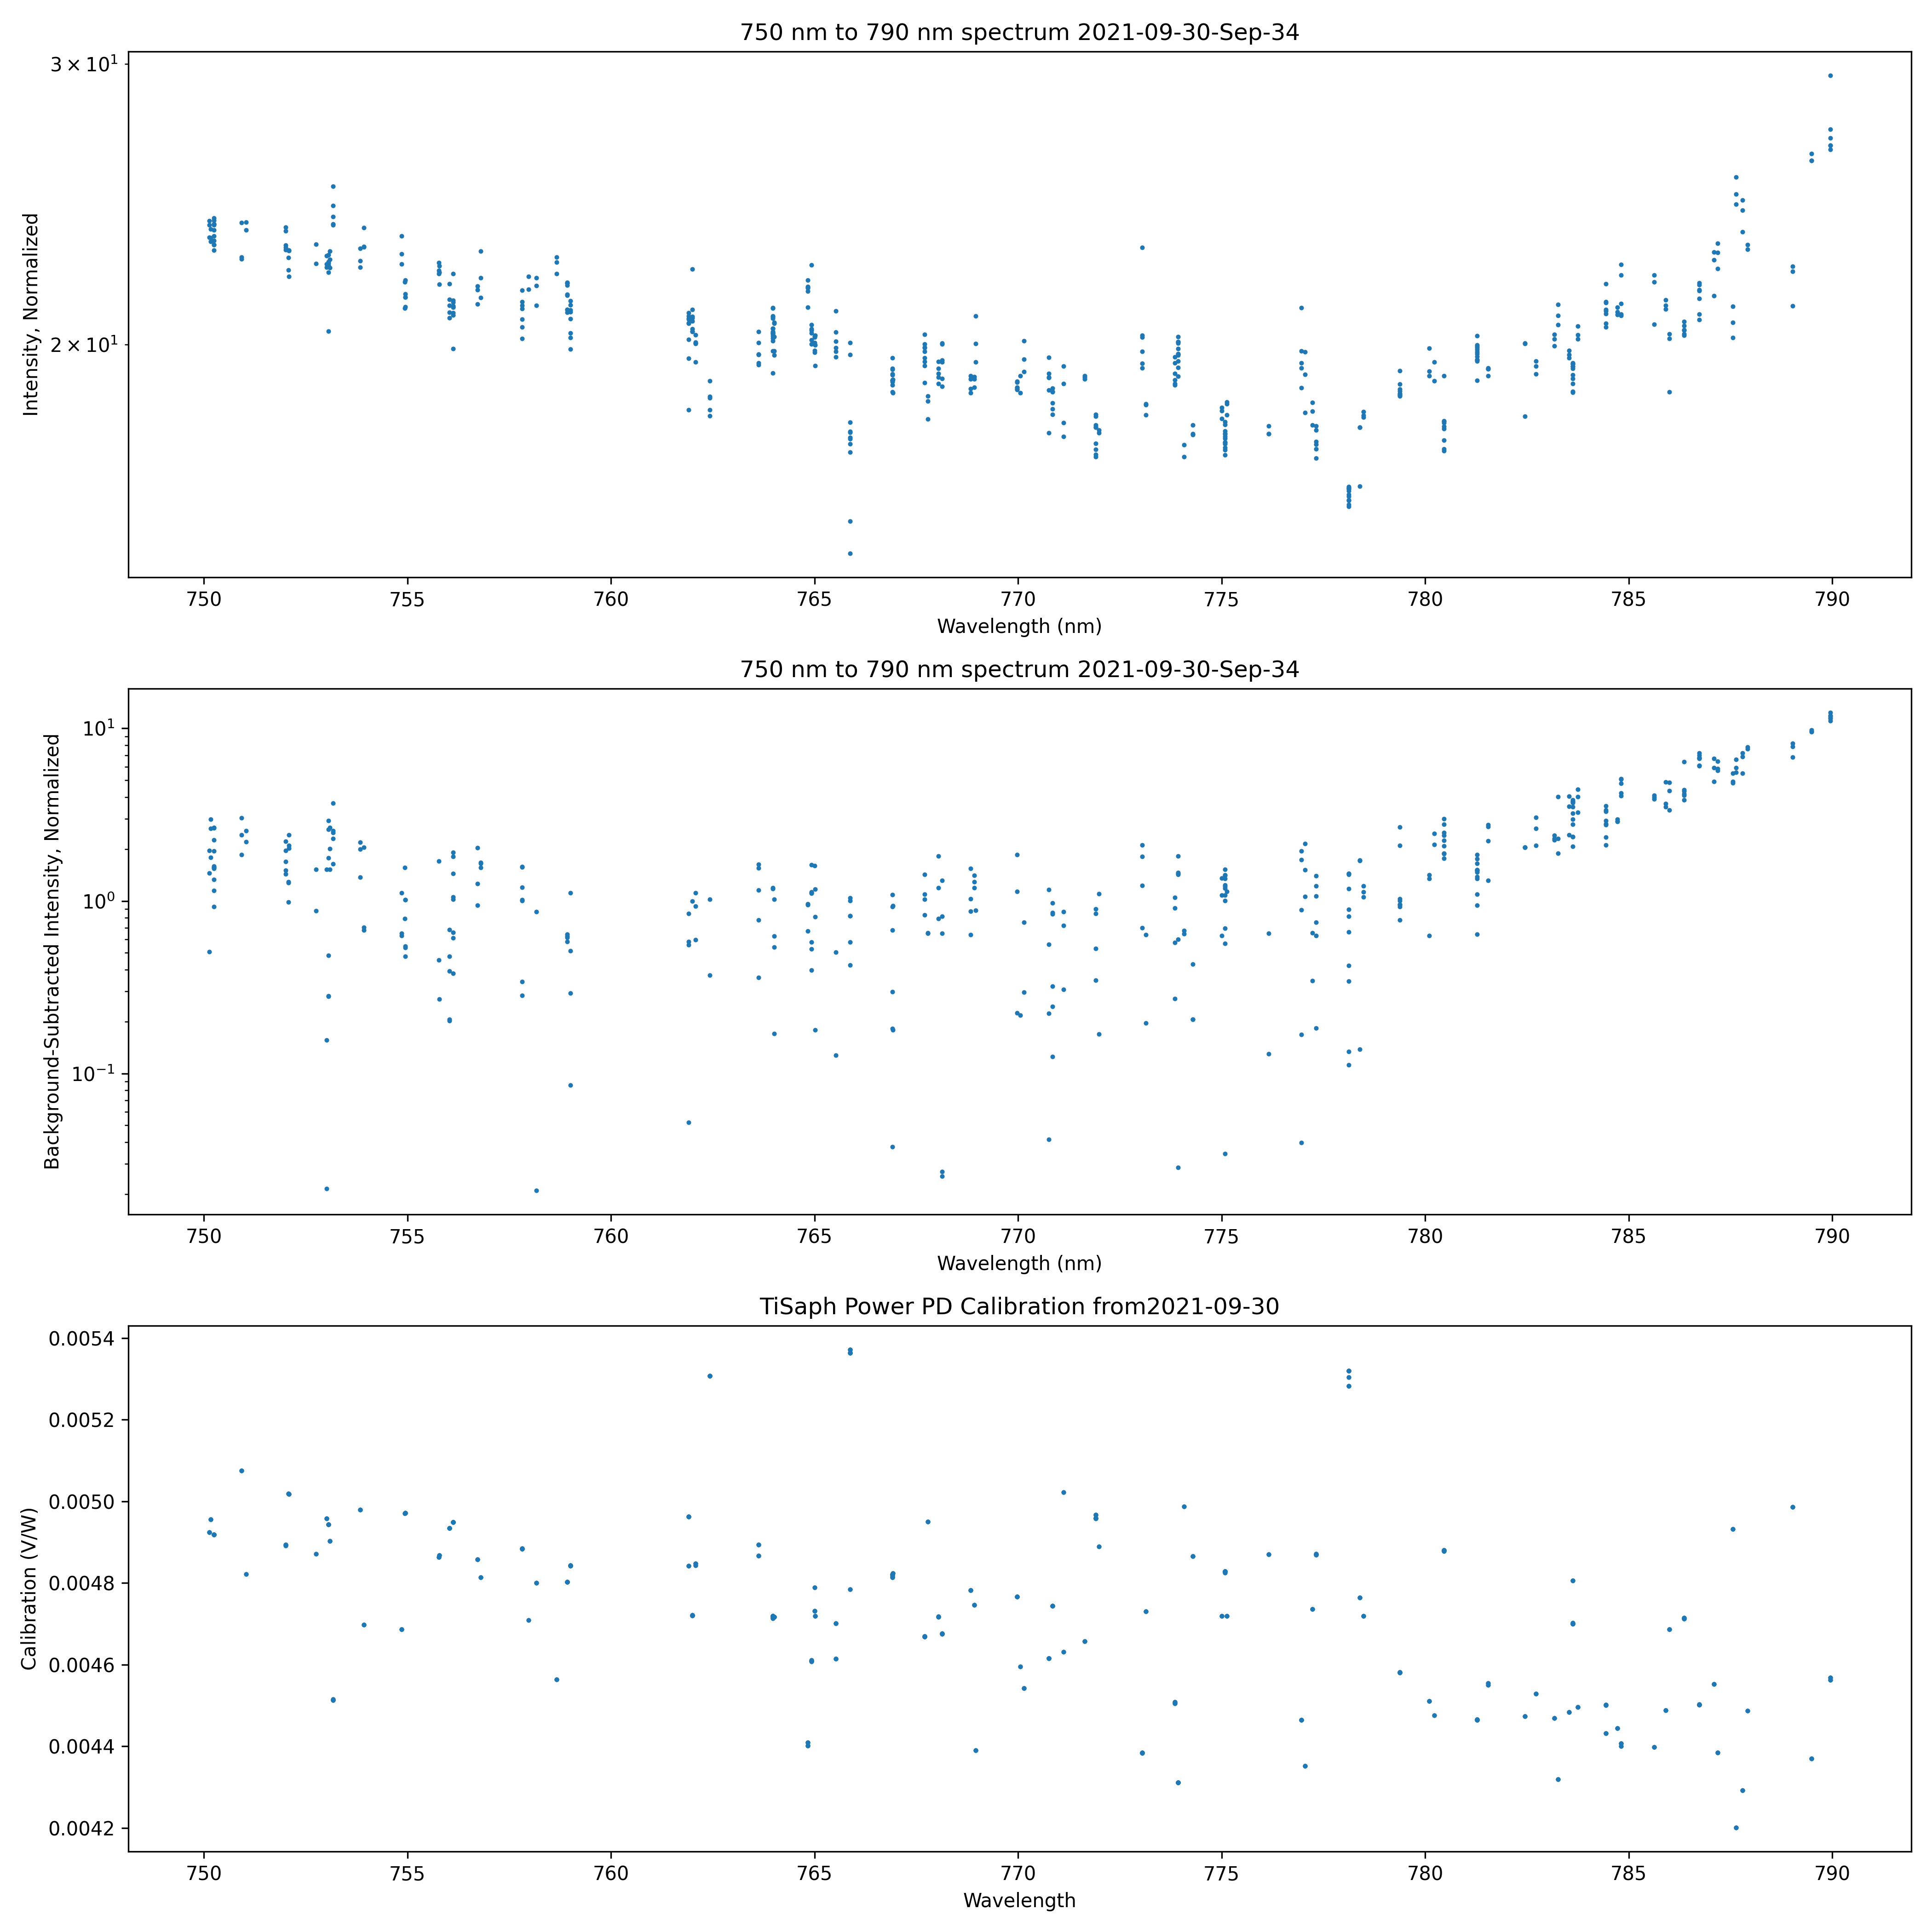 750 nm to 790 nm spectrum 2021-09-30-Sep-34
3 × 10¹
2 × 10¹
Intensity, Normalized
750 755 760 765 770 775 780 785 790
Wavelength (nm)
750 nm to 790 nm spectrum 2021-09-30-Sep-34
10¹
10⁰
10⁻¹
Background-Subtracted Intensity, Normalized
750 755 760 765 770 775 780 785 790
Wavelength (nm)
TiSaph Power PD Calibration from2021-09-30
0.0054
0.0052
0.0050
0.0048
0.0046
0.0044
0.0042
Calibration (V/W)
750 755 760 765 770 775 780 785 790
Wavelength